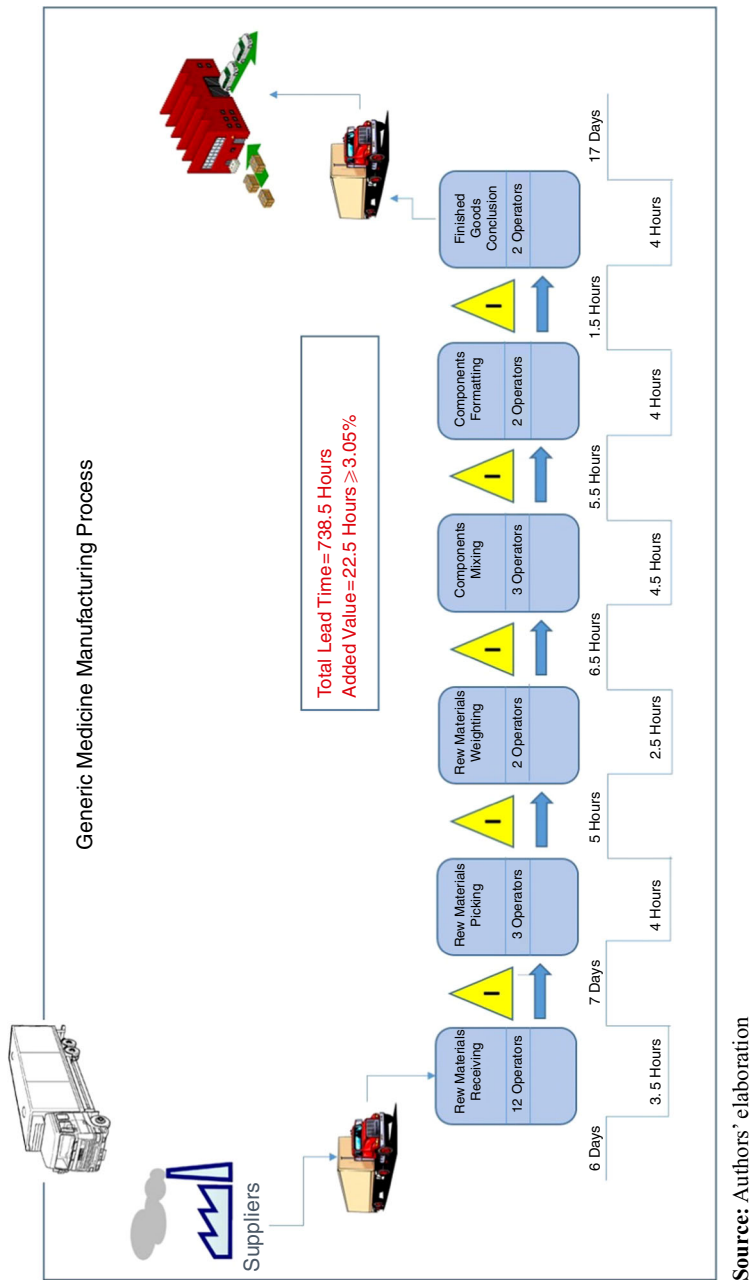 Generic Medicine Manufacturing Process
Suppliers
Total Lead Time=738.5 Hours
Added Value=22.5 Hours ⩾3.05%
Rew Materials
Receiving
12 Operators
Rew Materials
Picking
3 Operators
Rew Materials
Weighting
2 Operators
Components
Mixing
3 Operators
Components
Formatting
2 Operators
Finished
Goods
Conclusion
2 Operators
I
I
I
I
I
6 Days
3. 5 Hours
7 Days
4 Hours
5 Hours
2.5 Hours
6.5 Hours
4.5 Hours
5.5 Hours
4 Hours
1.5 Hours
4 Hours
17 Days
Source: Authors’ elaboration